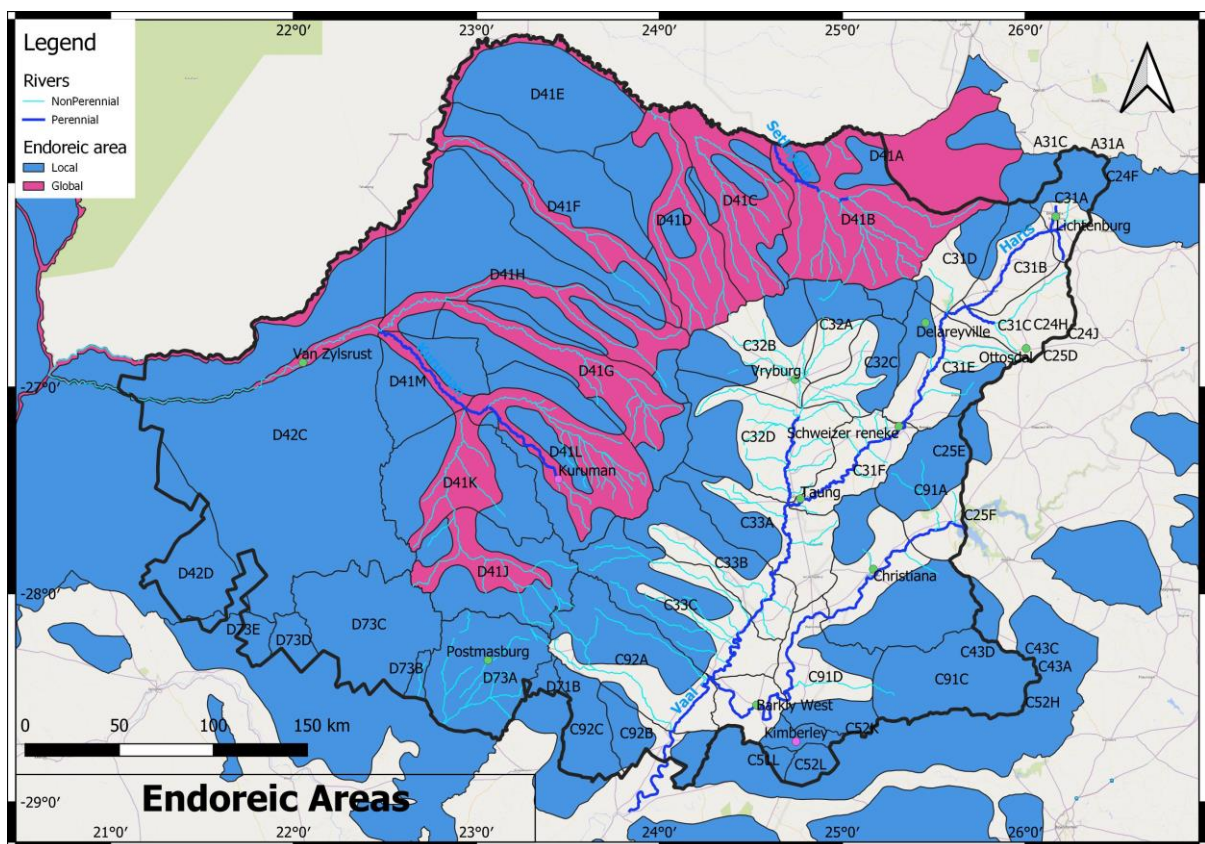 22°0' 23°0' 24°0' 25°0' 26°0'
Legend
Rivers
NonPerennial
Perennial
Endoreic area
Local
Global
D41E
D41A
A31C
A31A
C24F
D41F
D41D
D41C
D41B
C31A
Lichtenburg
Harts
C31D
C31B
D41H
C32A
Delareyville
C31C
C24H
C24J
Van Zylsrust
C32B
Ottosdal
C25D
D41G
Vryburg
C32C
C31E
-27°0'
-27°0'
D41M
D42C
C32D
Schweizer reneke
D41L
Kuruman
C31F
C25E
D41K
Taung
C91A
C33A
C25F
D41J
C33B
Christiana
D42D
-28°0'
-28°0'
C33C
D73E
D73D
D73C
C43D
C43C
C43A
Postmasburg
D73B
D73A
C92A
D71B
C91D
C91C
C52H
Vaal
Barkly West
0 50 100 150 km
C92C
C92B
Kimberley
C52K
C51L
C52L
Endoreic Areas
-29°0'
-29°0'
21°0' 22°0' 23°0' 24°0' 25°0' 26°0'